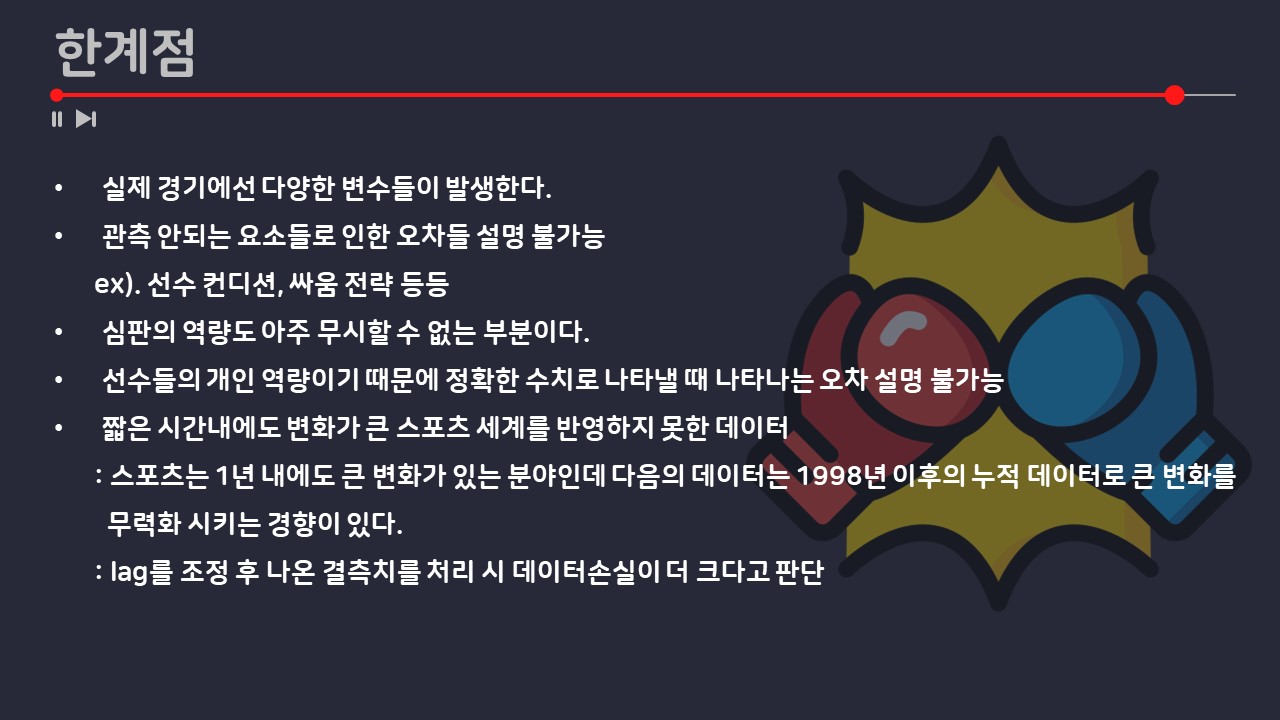 한계점
• 실제 경기에선 다양한 변수들이 발생한다.
• 관측 안되는 요소들로 인한 오차들 설명 불가능
ex). 선수 컨디션, 싸움 전략 등등
• 심판의 역량도 아주 무시할 수 없는 부분이다.
• 선수들의 개인 역량이기 때문에 정확한 수치로 나타낼 때 나타나는 오차 설명 불가능
• 짧은 시간내에도 변화가 큰 스포츠 세계를 반영하지 못한 데이터
: 스포츠는 1년 내에도 큰 변화가 있는 분야인데 다음의 데이터는 1998년 이후의 누적 데이터로 큰 변화를
무력화 시키는 경향이 있다.
: lag를 조정 후 나온 결측치를 처리 시 데이터손실이 더 크다고 판단